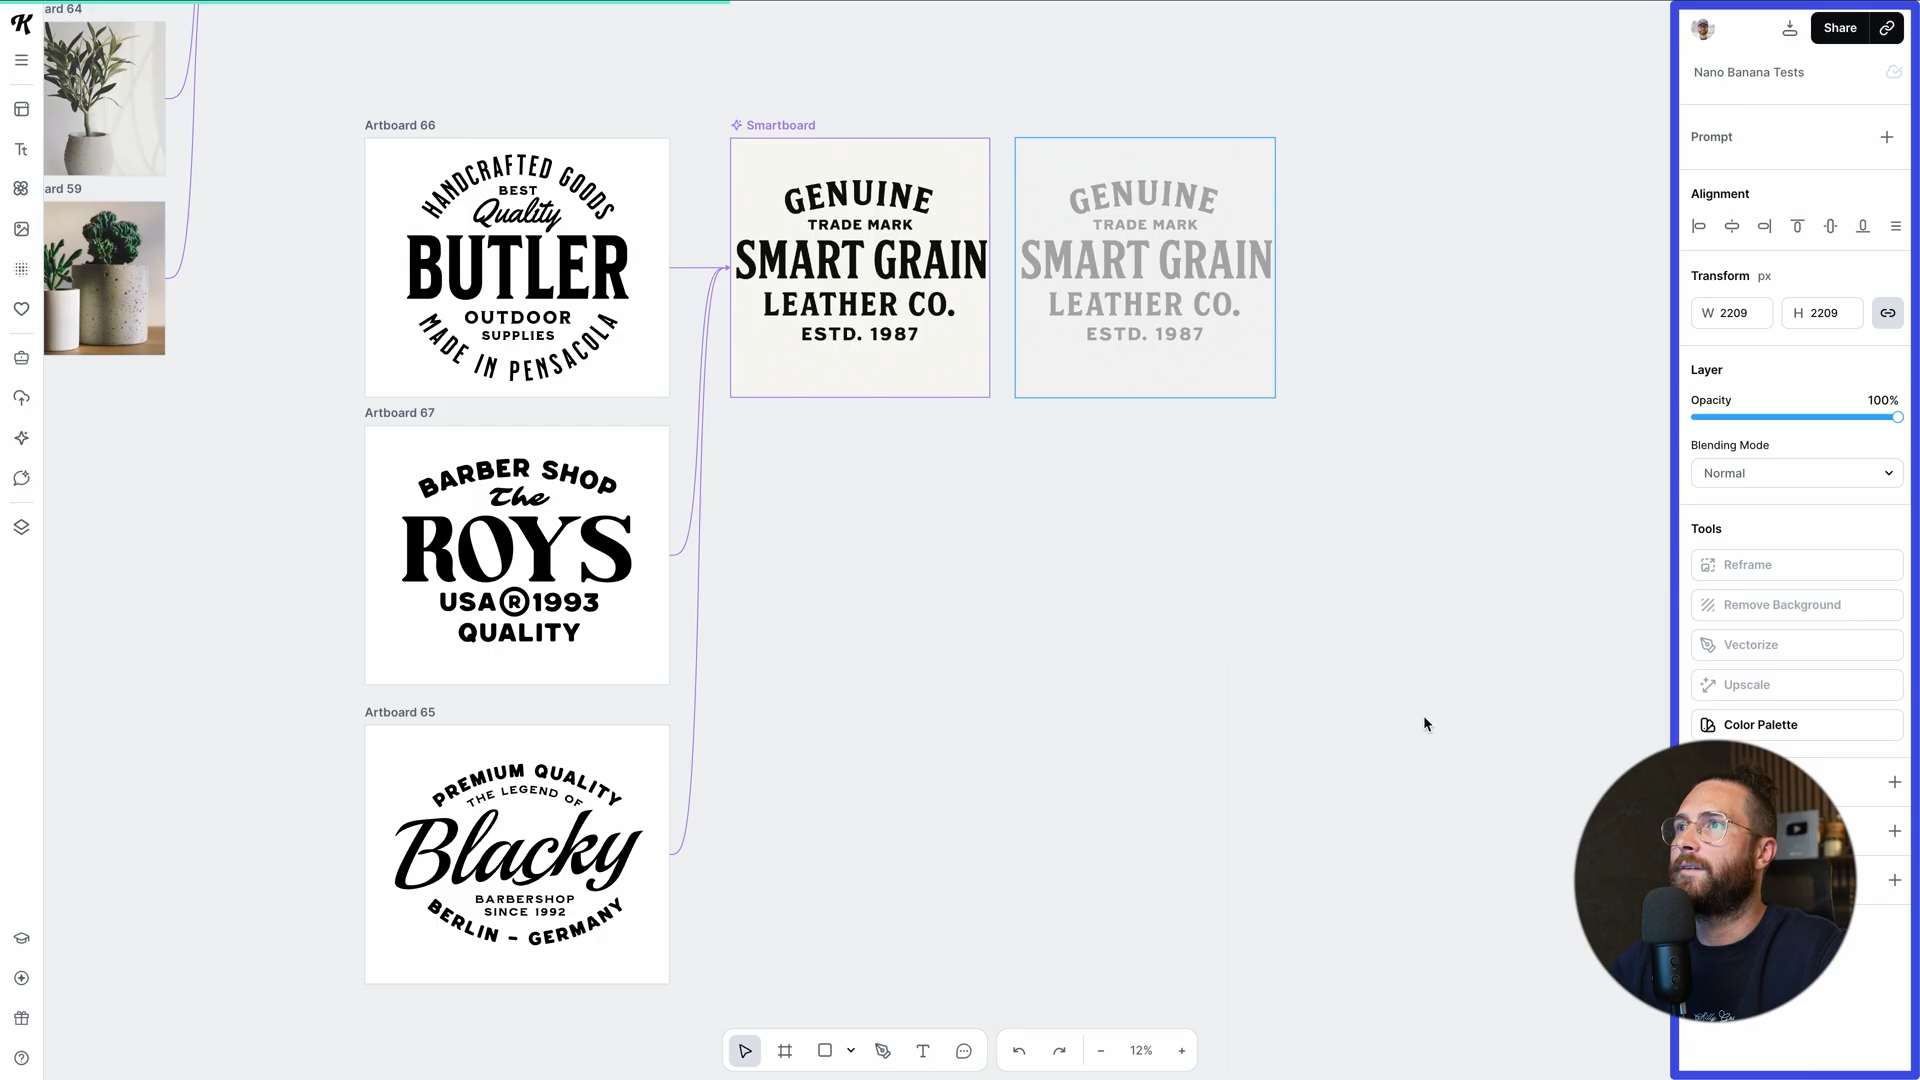 ard 64
ard 59
Artboard 66
HANDCRAFTED GOODS
BEST
Quality
BUTLER
OUTDOOR
SUPPLIES
MADE IN PENSACOLA
Artboard 67
BARBER SHOP
The
ROYS
USA®1993
QUALITY
Artboard 65
PREMIUM QUALITY
THE LEGEND OF
Blacky
BARBERSHOP
SINCE 1992
BERLIN - GERMANY
Smartboard
GENUINE
TRADE MARK
SMART GRAIN
LEATHER CO.
ESTD. 1987
GENUINE
TRADE MARK
SMART GRAIN
LEATHER CO.
ESTD. 1987
12%
Share
Nano Banana Tests
Prompt
Alignment
Transform px
W 2209 H 2209
Layer
Opacity 100%
Blending Mode
Normal
Tools
Reframe
Remove Background
Vectorize
Upscale
Color Palette